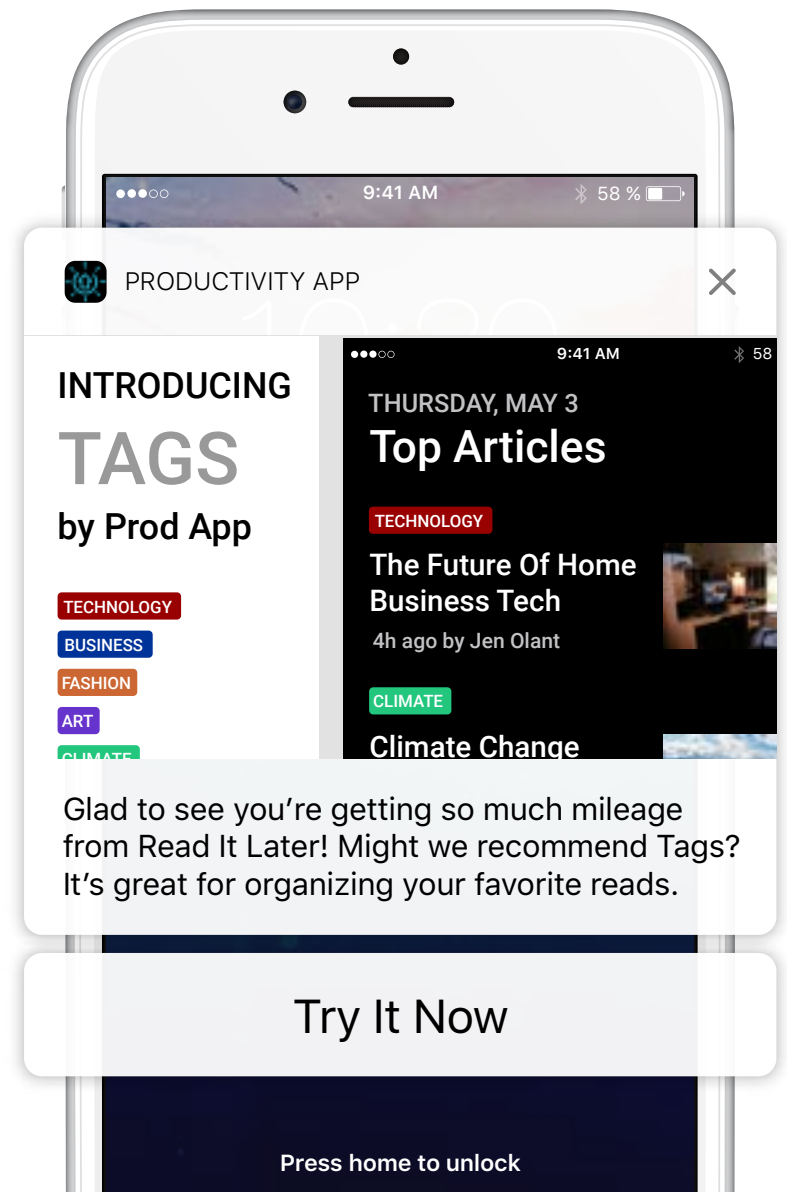 9:41 AM
58 %
PRODUCTIVITY APP
10:20
INTRODUCING
TAGS
by Prod App
TECHNOLOGY
BUSINESS
FASHION
ART
CLIMATE
9:41 AM
58
THURSDAY, MAY 3
Top Articles
TECHNOLOGY
The Future Of Home
Business Tech
4h ago by Jen Olant
CLIMATE
Climate Change
Glad to see you’re getting so much mileage
from Read It Later! Might we recommend Tags?
It’s great for organizing your favorite reads.
Try It Now
Press home to unlock